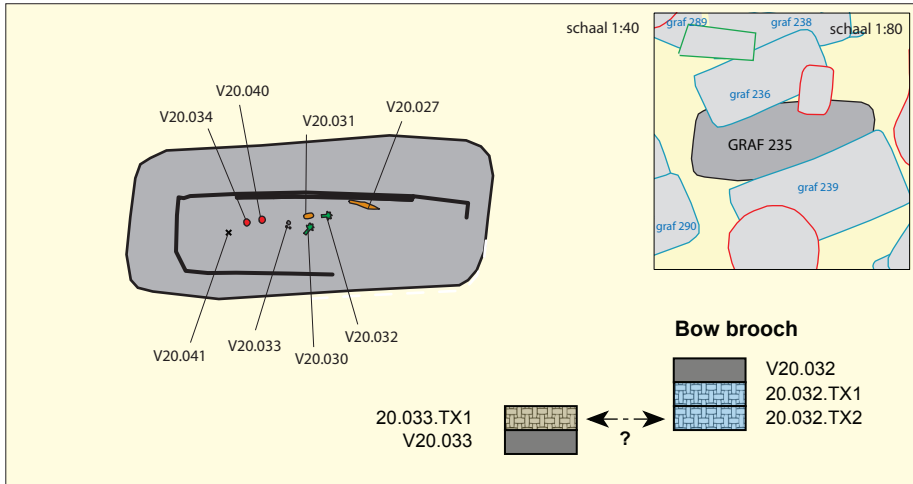 schaal 1:40
graf 289
graf 238
schaal 1:80
graf 236
GRAF 235
graf 239
graf 290
V20.040
V20.034
V20.031
V20.027
V20.041
V20.033
V20.030
V20.032
Bow brooch
V20.032
20.032.TX1
20.032.TX2
20.033.TX1
V20.033
?